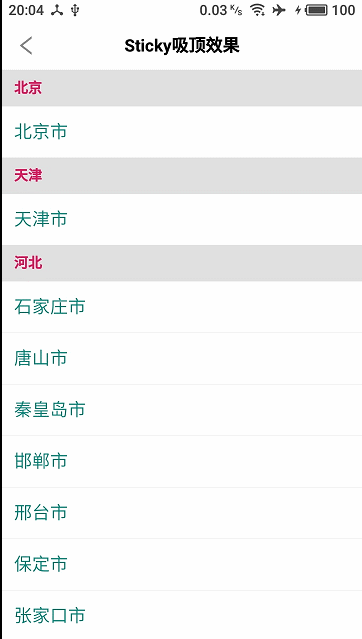 20:04 0.03 K/s 100
Sticky吸顶效果
北京
北京市
天津
天津市
河北
石家庄市
唐山市
秦皇岛市
邯郸市
邢台市
保定市
张家口市